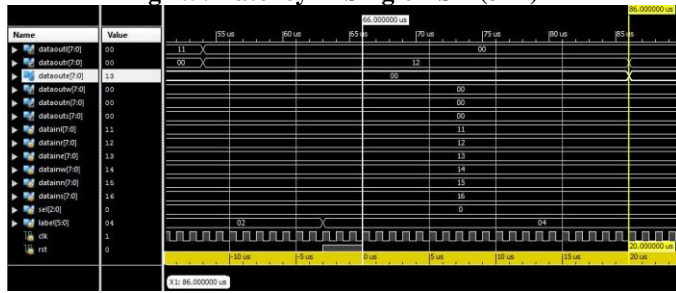 86.000000 us
66.000000 us
Name Value
55 us 60 us 65 us 70 us 75 us 80 us 85 us
dataoutl[7:0] 00 11 00
dataoutr[7:0] 00 00 12
dataoute[7:0] 13 00
dataoutw[7:0] 00 00
dataoutn[7:0] 00 00
dataouts[7:0] 00 00
datainl[7:0] 11 11
datainr[7:0] 12 12
dataine[7:0] 13 13
datainw[7:0] 14 14
datainn[7:0] 15 15
datains[7:0] 16 16
sel[2:0] 0 0
label[5:0] 04 02 04
clk 1
rst 0
20.000000 us
-10 us -5 us 0 us 5 us 10 us 15 us 20 us
X1: 86.000000 us